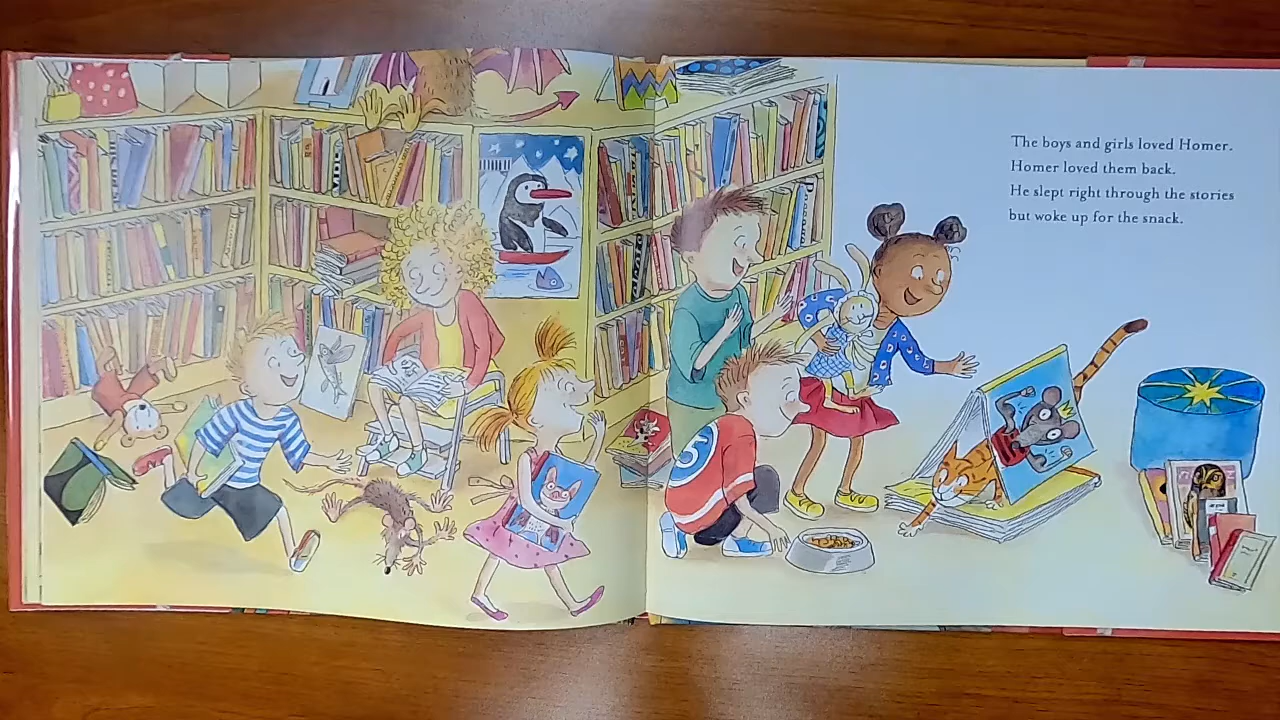 The boys and girls loved Homer.
Homer loved them back.
He slept right through the stories
but woke up for the snack.
5